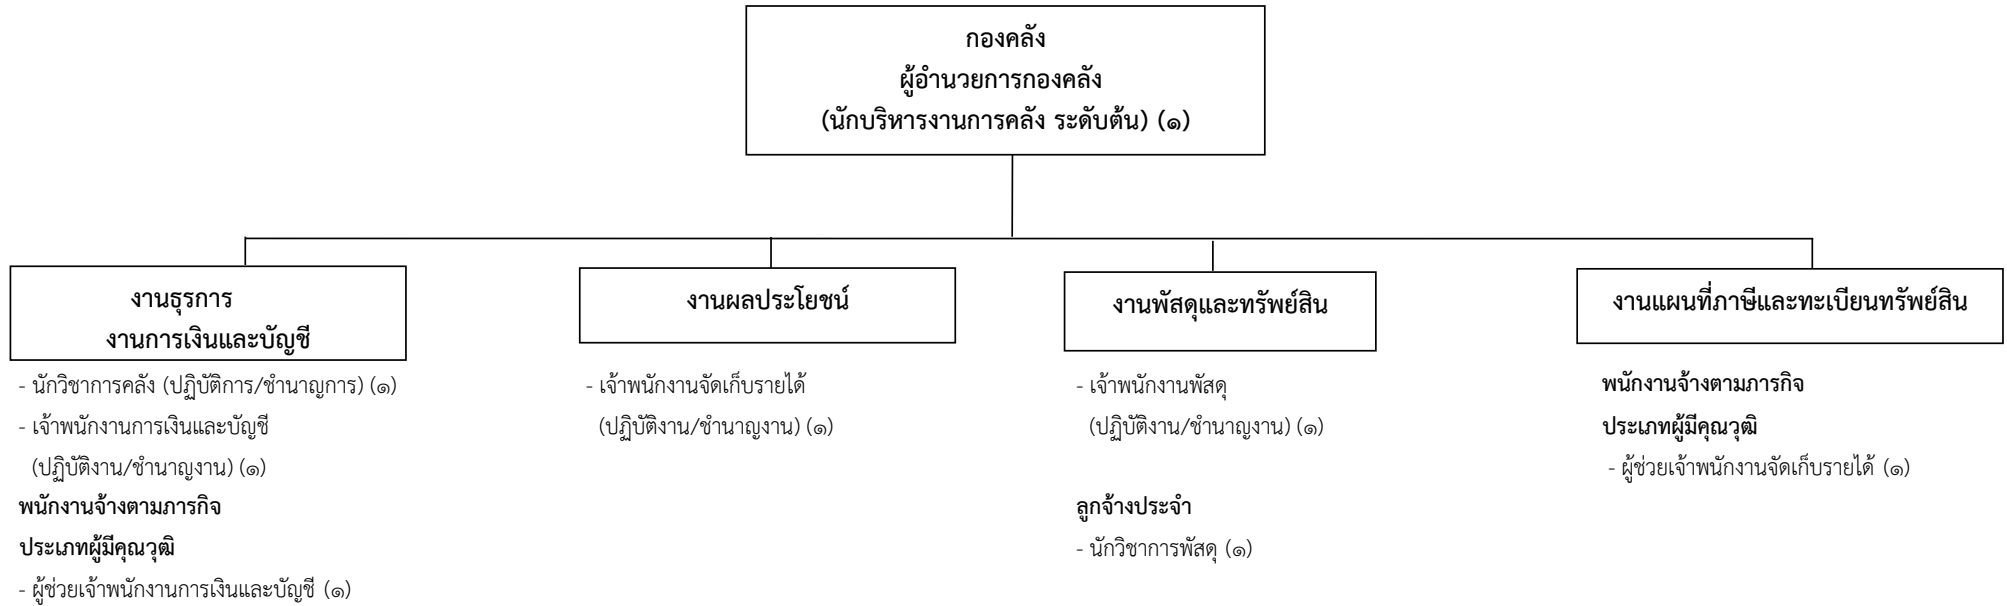 กองคลัง
ผู้อำนวยการกองคลัง
(นักบริหารงานการคลัง ระดับต้น) (๑)
งานธุรการ
งานการเงินและบัญชี
- นักวิชาการคลัง (ปฏิบัติการ/ชำนาญการ) (๑)
- เจ้าพนักงานการเงินและบัญชี
(ปฏิบัติงาน/ชำนาญงาน) (๑)
พนักงานจ้างตามภารกิจ
ประเภทผู้มีคุณวุฒิ
- ผู้ช่วยเจ้าพนักงานการเงินและบัญชี (๑)
งานผลประโยชน์
- เจ้าพนักงานจัดเก็บรายได้
(ปฏิบัติงาน/ชำนาญงาน) (๑)
งานพัสดุและทรัพย์สิน
- เจ้าพนักงานพัสดุ
(ปฏิบัติงาน/ชำนาญงาน) (๑)
ลูกจ้างประจำ
- นักวิชาการพัสดุ (๑)
งานแผนที่ภาษีและทะเบียนทรัพย์สิน
พนักงานจ้างตามภารกิจ
ประเภทผู้มีคุณวุฒิ
- ผู้ช่วยเจ้าพนักงานจัดเก็บรายได้ (๑)